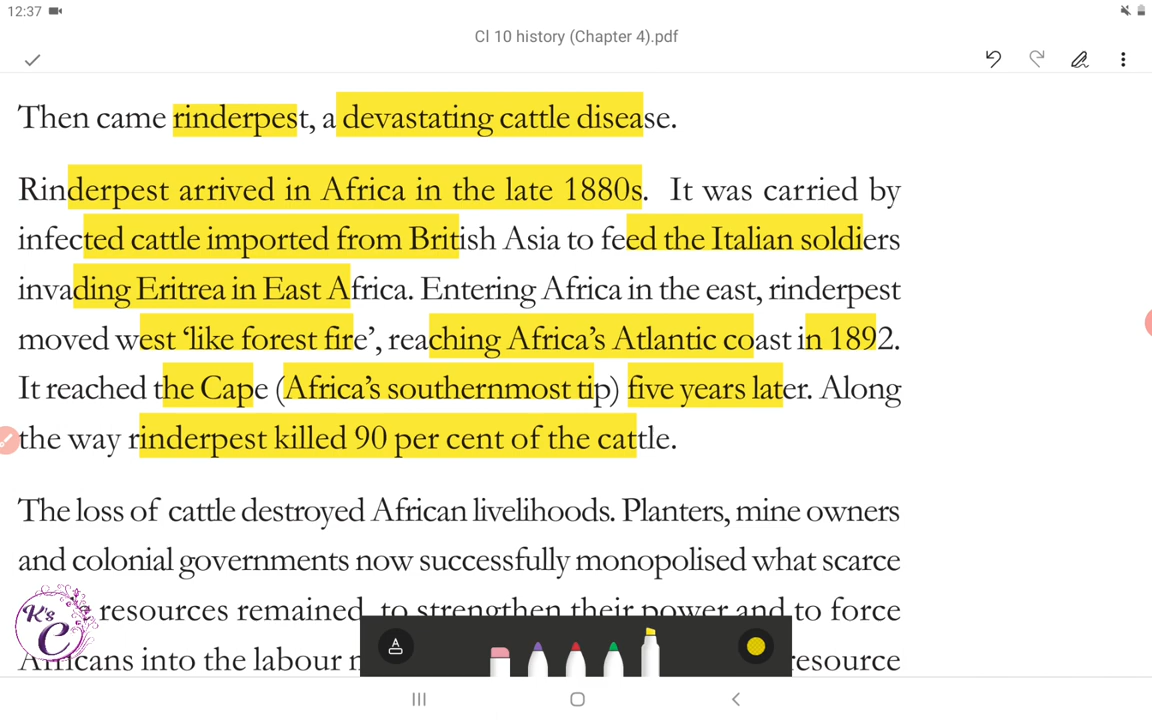 12:37
Cl 10 history (Chapter 4).pdf
Then came rinderpest, a devastating cattle disease.
Rinderpest arrived in Africa in the late 1880s. It was carried by
infected cattle imported from British Asia to feed the Italian soldiers
invading Eritrea in East Africa. Entering Africa in the east, rinderpest
moved west ‘like forest fire’, reaching Africa’s Atlantic coast in 1892.
It reached the Cape (Africa’s southernmost tip) five years later. Along
the way rinderpest killed 90 per cent of the cattle.
The loss of cattle destroyed African livelihoods. Planters, mine owners
and colonial governments now successfully monopolised what scarce
resources remained, to strengthen their power and to force
Africans into the labour resource
K's C